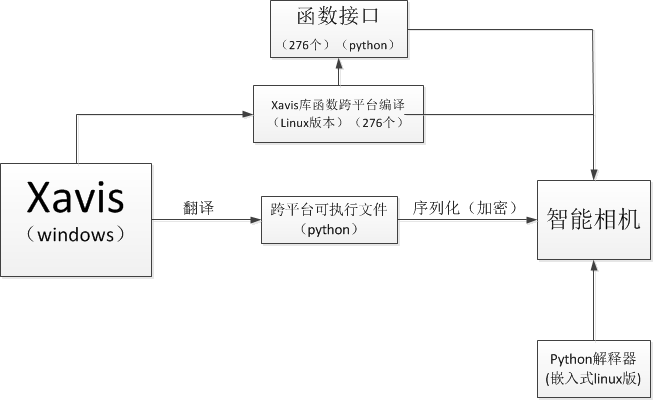 函数接口
（276个）（python）
Xavis库函数跨平台编译
（Linux版本）（276个）
Xavis
（windows）
翻译
跨平台可执行文件
（python）
序列化（加密）
智能相机
Python解释器
(嵌入式linux版)